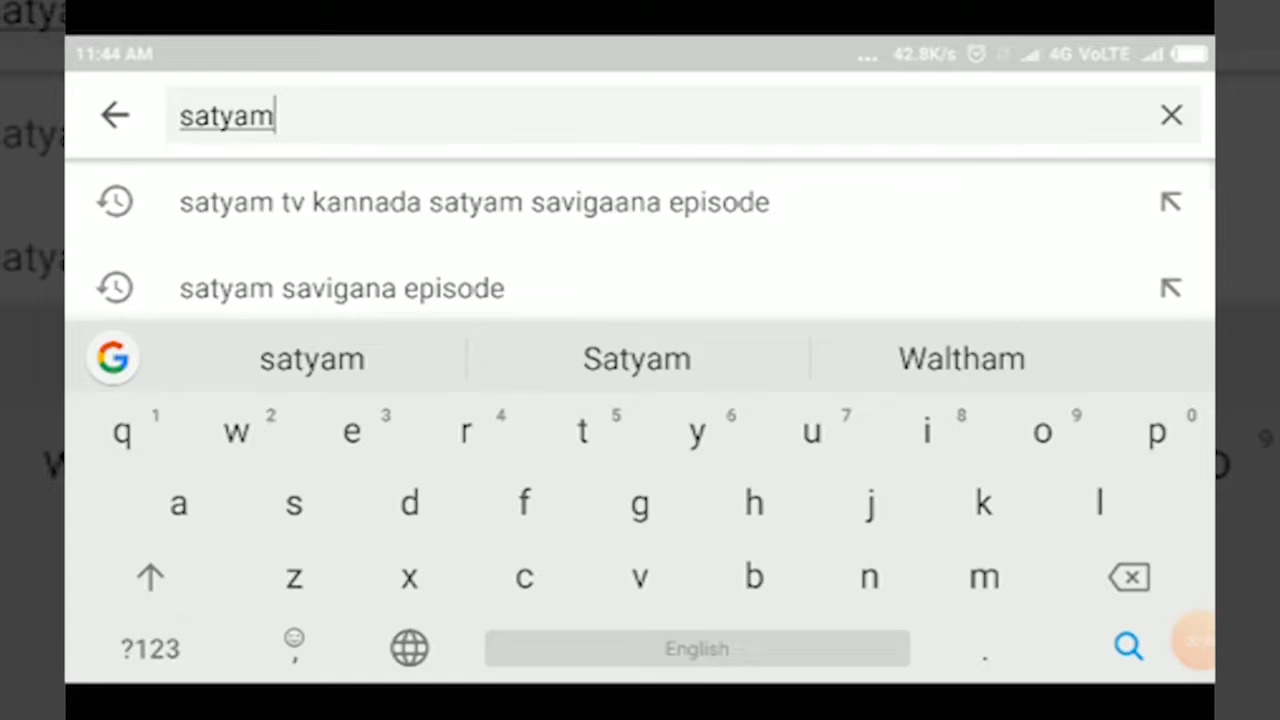 11:44 AM ... 42.8K/s 4G VoLTE
satyam
satyam tv kannada satyam savigaana episode
satyam savigana episode
satyam Satyam Waltham
q 1 w 2 e 3 r 4 t 5 y 6 u 7 i 8 o 9 p 0
a s d f g h j k l
z x c v b n m
?123 , English .